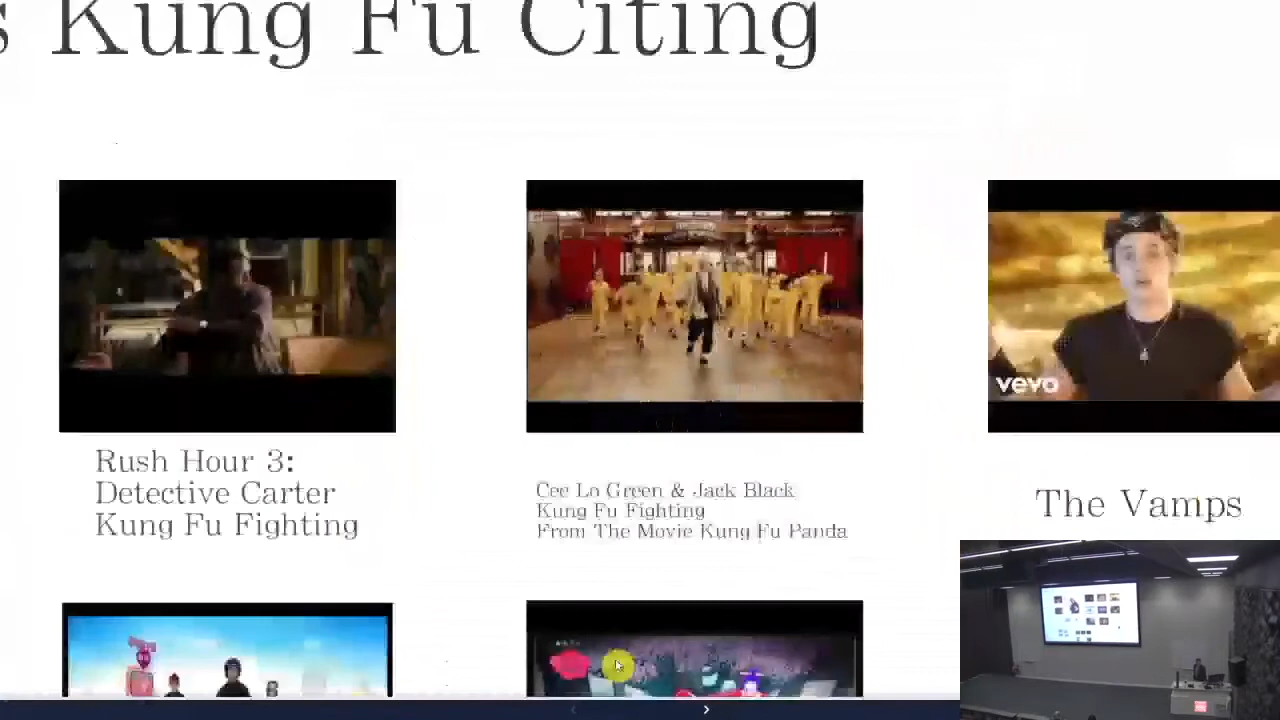 s Kung Fu Citing
Rush Hour 3:
Detective Carter
Kung Fu Fighting
Cee Lo Green & Jack Black
Kung Fu Fighting
From The Movie Kung Fu Panda
vevo
The Vamps